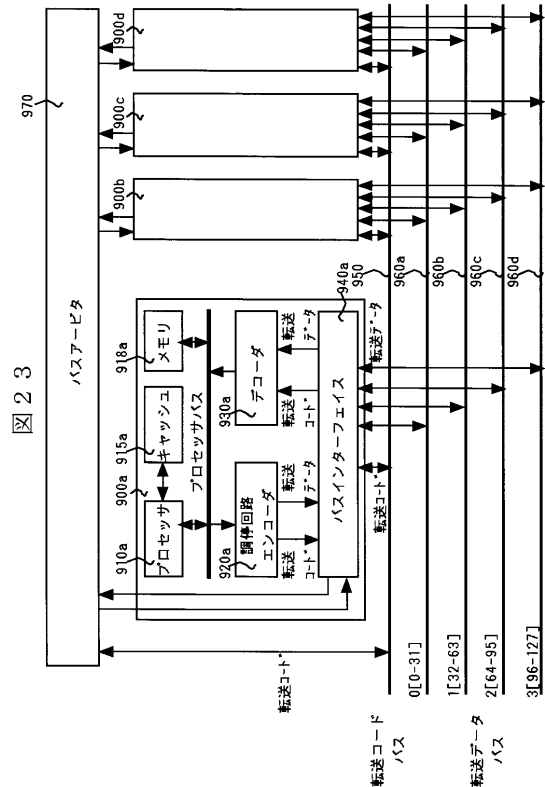 図23
970
バスアービタ
900a
900b
900c
900d
910a
プロセッサ
915a
キャッシュ
918a
メモリ
プロセッサバス
920a
調停回路
エンコーダ
930a
デコーダ
転送
コード
転送
データ
転送
コード
転送
データ
940a
バスインターフェイス
転送コード
転送コード
転送データ
950
960a
960b
960c
960d
転送コード
バス
0[0-31]
1[32-63]
転送データ
バス
2[64-95]
3[96-127]